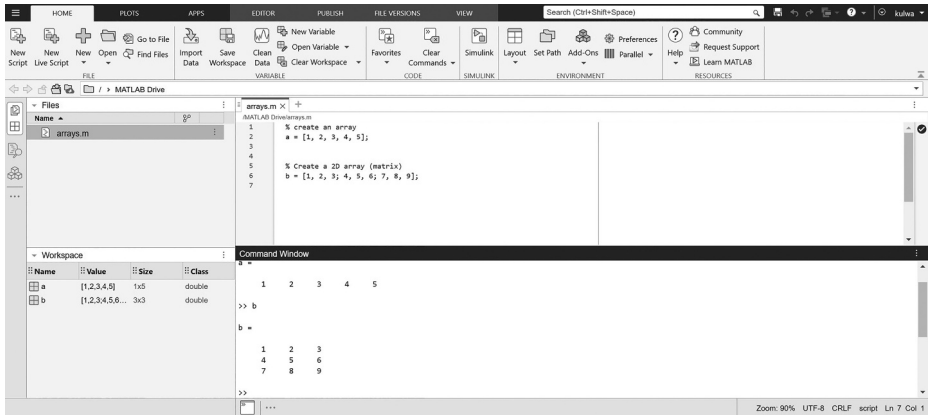 HOME PLOTS APPS EDITOR PUBLISH FILE VERSIONS VIEW Search (Ctrl+Shift+Space) kulwa
New Script
New Live Script
New
Open
Go to File
Find Files
FILE
Import Data
Save Workspace
Clean Data
New Variable
Open Variable
Clear Workspace
VARIABLE
Favorites
Clear Commands
CODE
Simulink
SIMULINK
Layout
Set Path
Add-Ons
Preferences
Parallel
ENVIRONMENT
Help
Community
Request Support
Learn MATLAB
RESOURCES
/ › MATLAB Drive
Files
Name
arrays.m
arrays.m × +
/MATLAB Drive/arrays.m
1 % create an array
2 a = [1, 2, 3, 4, 5];
3
4
5 % Create a 2D array (matrix)
6 b = [1, 2, 3; 4, 5, 6; 7, 8, 9];
7
Workspace
Name Value Size Class
a [1,2,3,4,5] 1x5 double
b [1,2,3;4,5,6... 3x3 double
Command Window
a =
1 2 3 4 5
>> b
b =
1 2 3
4 5 6
7 8 9
>>
Zoom: 90% UTF-8 CRLF script Ln 7 Col 1